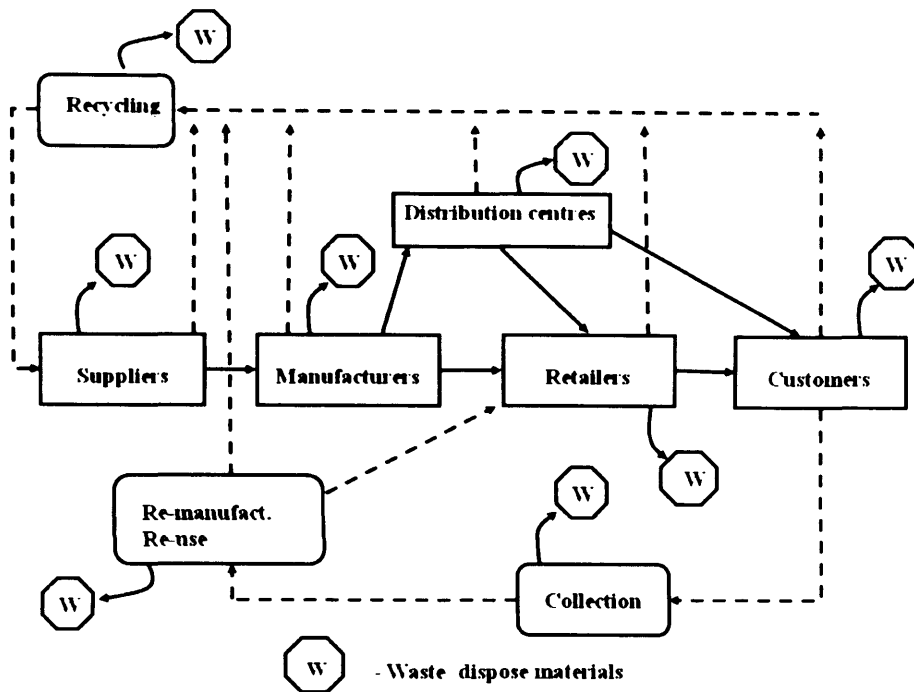 W
Recycling
W
Distribution centres
W
W
W
Suppliers
Manufacturers
Retailers
Customers
W
W
Re-manufact.
Re-use
W
Collection
W - Waste dispose materials